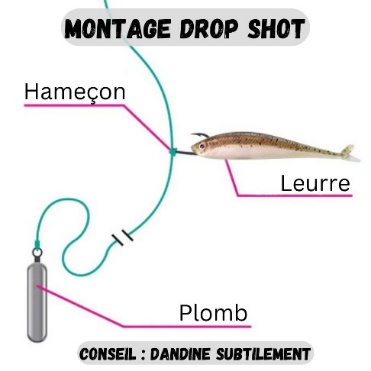 MONTAGE DROP SHOT
Hameçon
Leurre
Plomb
CONSEIL : DANDINE SUBTILEMENT